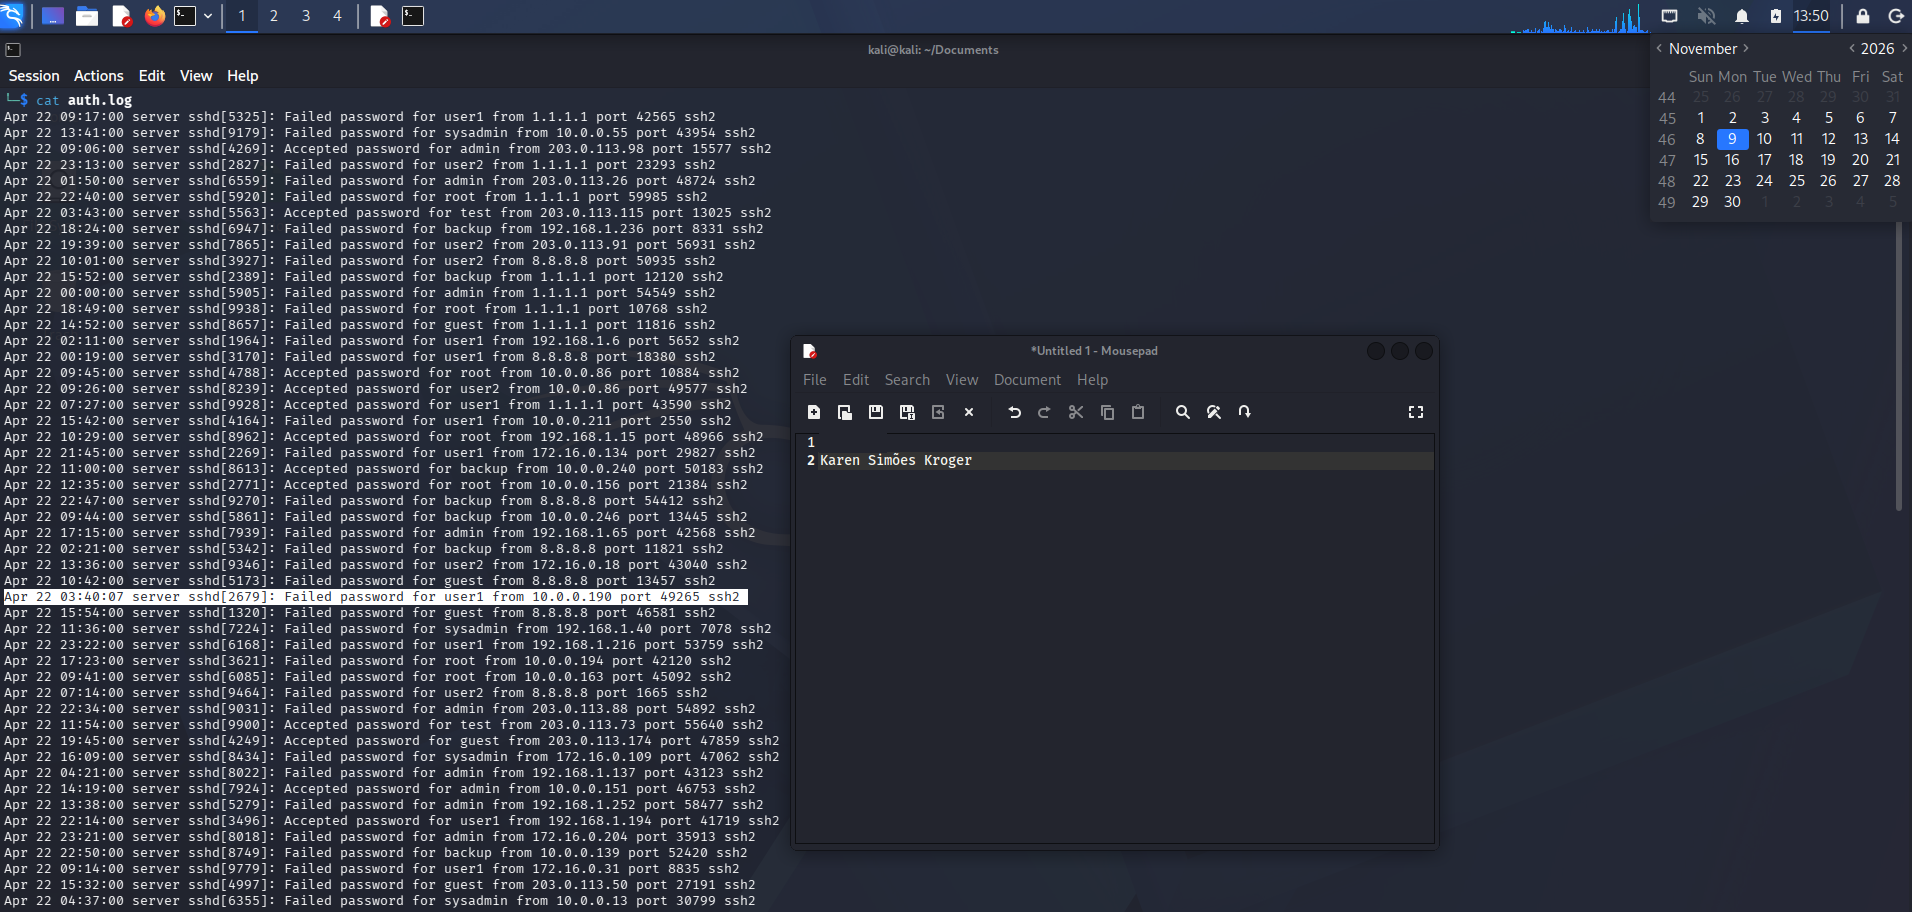 1 2 3 4 13:50
kali@kali: ~/Documents
Session Actions Edit View Help
└─$ cat auth.log
Apr 22 09:17:00 server sshd[5325]: Failed password for user1 from 1.1.1.1 port 42565 ssh2
Apr 22 13:41:00 server sshd[9179]: Failed password for sysadmin from 10.0.0.55 port 43954 ssh2
Apr 22 09:06:00 server sshd[4269]: Accepted password for admin from 203.0.113.98 port 15577 ssh2
Apr 22 23:13:00 server sshd[2827]: Failed password for user2 from 1.1.1.1 port 23293 ssh2
Apr 22 01:50:00 server sshd[6559]: Failed password for admin from 203.0.113.26 port 48724 ssh2
Apr 22 22:40:00 server sshd[5920]: Failed password for root from 1.1.1.1 port 59985 ssh2
Apr 22 03:43:00 server sshd[5563]: Accepted password for test from 203.0.113.115 port 13025 ssh2
Apr 22 18:24:00 server sshd[6947]: Failed password for backup from 192.168.1.236 port 8331 ssh2
Apr 22 19:39:00 server sshd[7865]: Failed password for user2 from 203.0.113.91 port 56931 ssh2
Apr 22 10:01:00 server sshd[3927]: Failed password for user2 from 8.8.8.8 port 50935 ssh2
Apr 22 15:52:00 server sshd[2389]: Failed password for backup from 1.1.1.1 port 12120 ssh2
Apr 22 00:00:00 server sshd[5905]: Failed password for admin from 1.1.1.1 port 54549 ssh2
Apr 22 18:49:00 server sshd[9938]: Failed password for root from 1.1.1.1 port 10768 ssh2
Apr 22 14:52:00 server sshd[8657]: Failed password for guest from 1.1.1.1 port 11816 ssh2
Apr 22 02:11:00 server sshd[1964]: Failed password for user1 from 192.168.1.6 port 5652 ssh2
Apr 22 00:19:00 server sshd[3170]: Failed password for user1 from 8.8.8.8 port 18380 ssh2
Apr 22 09:45:00 server sshd[4788]: Accepted password for root from 10.0.0.86 port 10884 ssh2
Apr 22 09:26:00 server sshd[8239]: Accepted password for user2 from 10.0.0.86 port 49577 ssh2
Apr 22 07:27:00 server sshd[9928]: Accepted password for user1 from 1.1.1.1 port 43590 ssh2
Apr 22 15:42:00 server sshd[4164]: Failed password for user1 from 10.0.0.211 port 2550 ssh2
Apr 22 10:29:00 server sshd[8962]: Accepted password for root from 192.168.1.15 port 48966 ssh2
Apr 22 21:45:00 server sshd[2269]: Failed password for user1 from 172.16.0.134 port 29827 ssh2
Apr 22 11:00:00 server sshd[8613]: Accepted password for backup from 10.0.0.240 port 50183 ssh2
Apr 22 12:35:00 server sshd[2771]: Accepted password for root from 10.0.0.156 port 21384 ssh2
Apr 22 22:47:00 server sshd[9270]: Failed password for backup from 8.8.8.8 port 54412 ssh2
Apr 22 09:44:00 server sshd[5861]: Failed password for backup from 10.0.0.246 port 13445 ssh2
Apr 22 17:15:00 server sshd[7939]: Failed password for admin from 192.168.1.65 port 42568 ssh2
Apr 22 02:21:00 server sshd[5342]: Failed password for backup from 8.8.8.8 port 11821 ssh2
Apr 22 13:36:00 server sshd[9346]: Failed password for user2 from 172.16.0.18 port 43040 ssh2
Apr 22 10:42:00 server sshd[5173]: Failed password for guest from 8.8.8.8 port 13457 ssh2
Apr 22 03:40:07 server sshd[2679]: Failed password for user1 from 10.0.0.190 port 49265 ssh2
Apr 22 15:54:00 server sshd[1320]: Failed password for guest from 8.8.8.8 port 46581 ssh2
Apr 22 11:36:00 server sshd[7224]: Failed password for sysadmin from 192.168.1.40 port 7078 ssh2
Apr 22 23:22:00 server sshd[6168]: Failed password for user1 from 192.168.1.216 port 53759 ssh2
Apr 22 17:23:00 server sshd[3621]: Failed password for root from 10.0.0.194 port 42120 ssh2
Apr 22 09:41:00 server sshd[6085]: Failed password for root from 10.0.0.163 port 45092 ssh2
Apr 22 07:14:00 server sshd[9464]: Failed password for user2 from 8.8.8.8 port 1665 ssh2
Apr 22 22:34:00 server sshd[9031]: Failed password for admin from 203.0.113.88 port 54892 ssh2
Apr 22 11:54:00 server sshd[9900]: Accepted password for test from 203.0.113.73 port 55640 ssh2
Apr 22 19:45:00 server sshd[4249]: Accepted password for guest from 203.0.113.174 port 47859 ssh2
Apr 22 16:09:00 server sshd[8434]: Failed password for sysadmin from 172.16.0.109 port 47062 ssh2
Apr 22 04:21:00 server sshd[8022]: Failed password for admin from 192.168.1.137 port 43123 ssh2
Apr 22 14:19:00 server sshd[7924]: Accepted password for admin from 10.0.0.151 port 46753 ssh2
Apr 22 13:38:00 server sshd[5279]: Failed password for admin from 192.168.1.252 port 58477 ssh2
Apr 22 22:14:00 server sshd[3496]: Accepted password for user1 from 192.168.1.194 port 41719 ssh2
Apr 22 23:21:00 server sshd[8018]: Failed password for admin from 172.16.0.204 port 35913 ssh2
Apr 22 22:50:00 server sshd[8749]: Failed password for backup from 10.0.0.139 port 52420 ssh2
Apr 22 09:14:00 server sshd[9779]: Failed password for user1 from 172.16.0.31 port 8835 ssh2
Apr 22 15:32:00 server sshd[4997]: Failed password for guest from 203.0.113.50 port 27191 ssh2
Apr 22 04:37:00 server sshd[6355]: Failed password for sysadmin from 10.0.0.13 port 30799 ssh2
*Untitled 1 - Mousepad
File Edit Search View Document Help
1
2 Karen Simões Kroger
November 2026
Sun Mon Tue Wed Thu Fri Sat
44 25 26 27 28 29 30 31
45 1 2 3 4 5 6 7
46 8 9 10 11 12 13 14
47 15 16 17 18 19 20 21
48 22 23 24 25 26 27 28
49 29 30 1 2 3 4 5